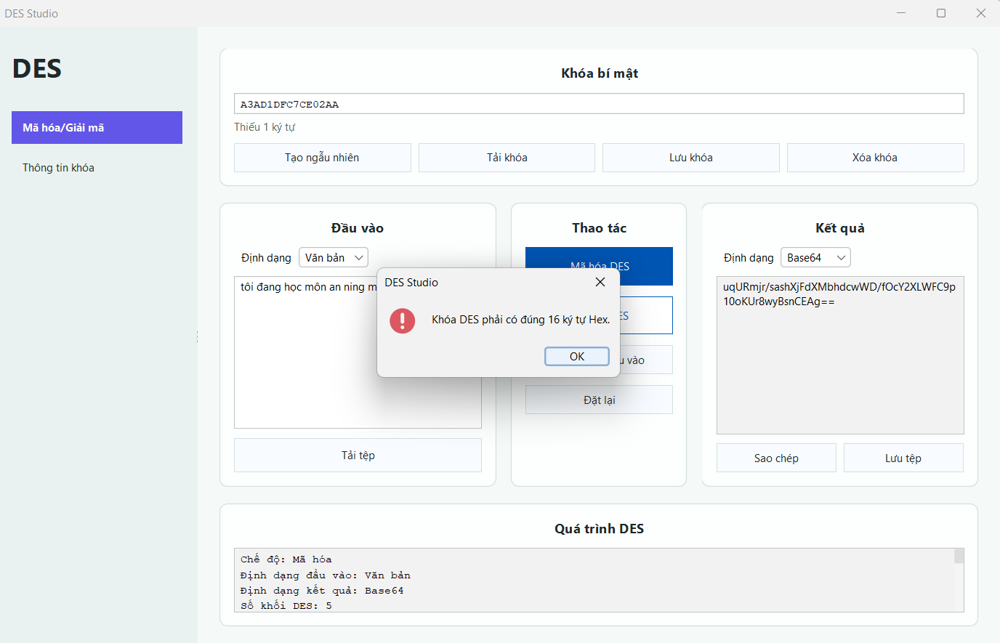 DES Studio
DES
Mã hóa/Giải mã
Thông tin khóa
Khóa bí mật
A3AD1DFC7CE02AA
Thiếu 1 ký tự
Tạo ngẫu nhiên
Tải khóa
Lưu khóa
Xóa khóa
Đầu vào
Định dạng
Văn bản
tôi đang học môn an ning
Tải tệp
Thao tác
Mã hóa DES
vào
Đặt lại
Kết quả
Định dạng
Base64
uqURmjr/sashXjFdXMbhdcwWD/fOcY2XLWFC9p
10oKUr8wyBsnCEAg==
Sao chép
Lưu tệp
DES Studio
Khóa DES phải có đúng 16 ký tự Hex.
OK
Quá trình DES
Chế độ: Mã hóa
Định dạng đầu vào: Văn bản
Định dạng kết quả: Base64
Số khối DES: 5